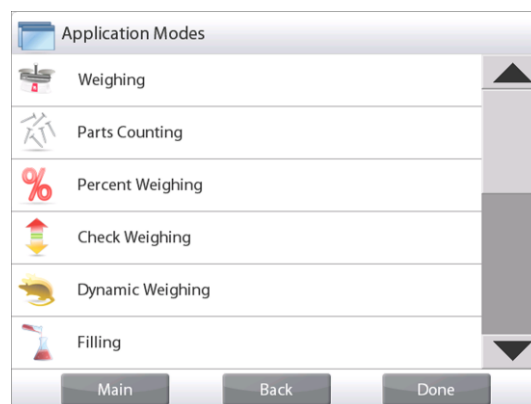 Application Modes
Weighing
Parts Counting
Percent Weighing
Check Weighing
Dynamic Weighing
Filling
Main Back Done